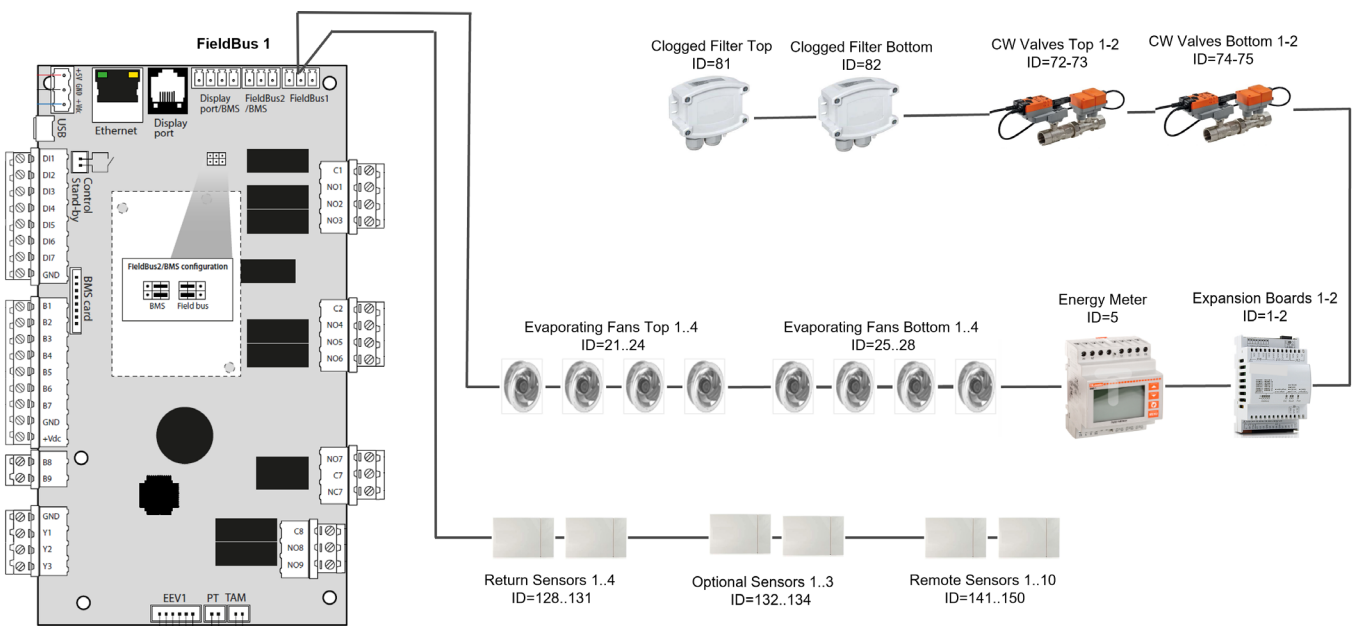 FieldBus 1
+5V GND +Vdc
USB
Ethernet
Display
port
Display
port/BMS
FieldBus2
/BMS
FieldBus1
DI1
DI2
DI3
DI4
DI5
DI6
DI7
GND
Control
Stand-by
BMS card
FieldBus2/BMS configuration
BMS
Field bus
B1
B2
B3
B4
B5
B6
B7
GND
+Vdc
B8
B9
GND
Y1
Y2
Y3
C1
NO1
NO2
NO3
C2
NO4
NO5
NO6
NO7
C7
NC7
C8
NO8
NO9
EEV1
PT
TAM
Clogged Filter Top
ID=81
Clogged Filter Bottom
ID=82
CW Valves Top 1-2
ID=72-73
CW Valves Bottom 1-2
ID=74-75
Evaporating Fans Top 1..4
ID=21..24
Evaporating Fans Bottom 1..4
ID=25..28
Energy Meter
ID=5
Expansion Boards 1-2
ID=1-2
Return Sensors 1..4
ID=128..131
Optional Sensors 1..3
ID=132..134
Remote Sensors 1..10
ID=141..150